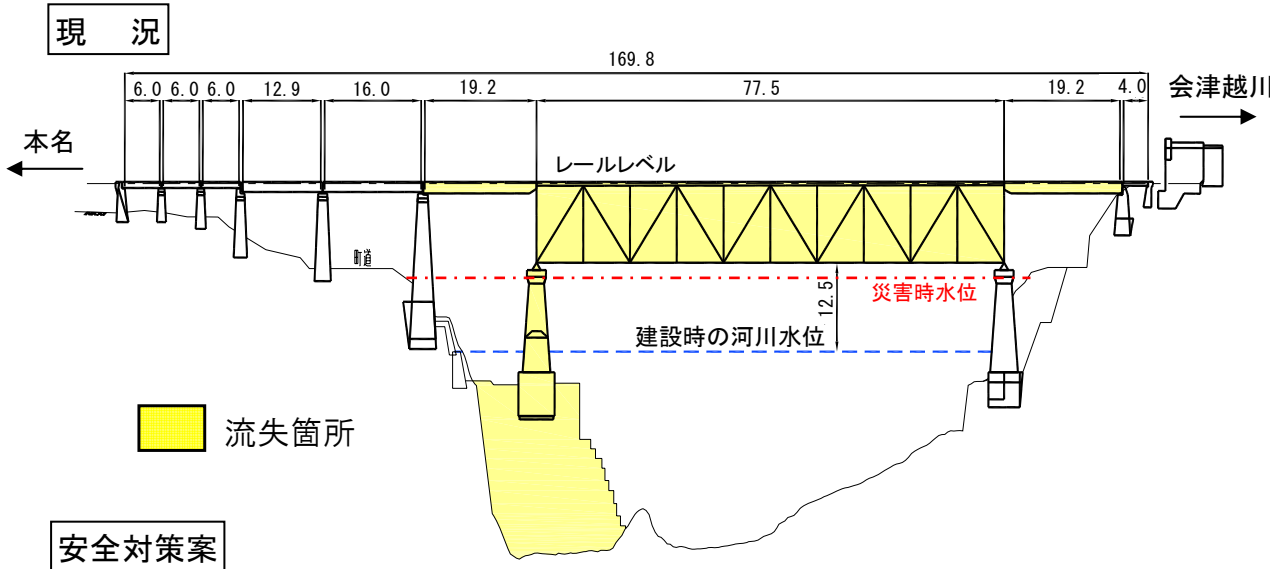 現 況
169.8
6.0 6.0 6.0 12.9 16.0 19.2 77.5 19.2 4.0
会津越川
本名
レールレベル
町道
災害時水位
12.5
建設時の河川水位
流失箇所
安全対策案